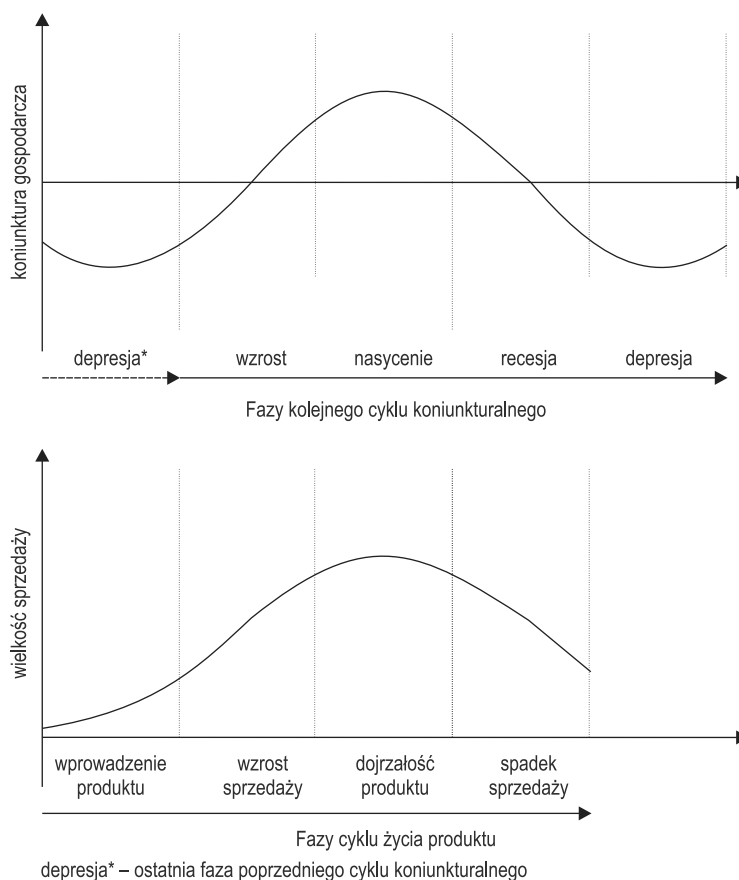 koniunktura gospodarcza
depresja*
wzrost
nasycenie
recesja
depresja
Fazy kolejnego cyklu koniunkturalnego
wielkość sprzedaży
wprowadzenie
produktu
wzrost
sprzedaży
dojrzałość
produktu
spadek
sprzedaży
Fazy cyklu życia produktu
depresja* – ostatnia faza poprzedniego cyklu koniunkturalnego